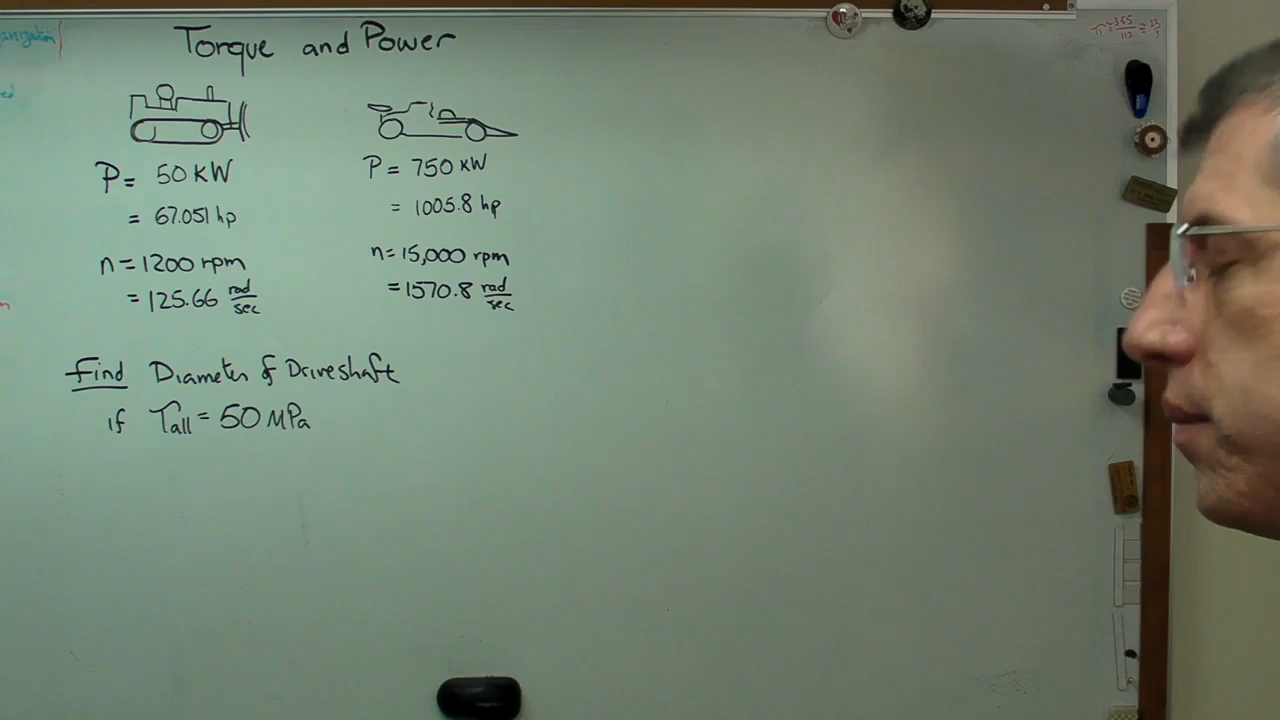 Torque and Power
P = 50 KW
= 67.051 hp
n = 1200 rpm
= 125.66 rad/sec
P = 750 KW
= 1005.8 hp
n = 15,000 rpm
= 1570.8 rad/sec
Find Diameter of Driveshaft
if τall = 50 MPa